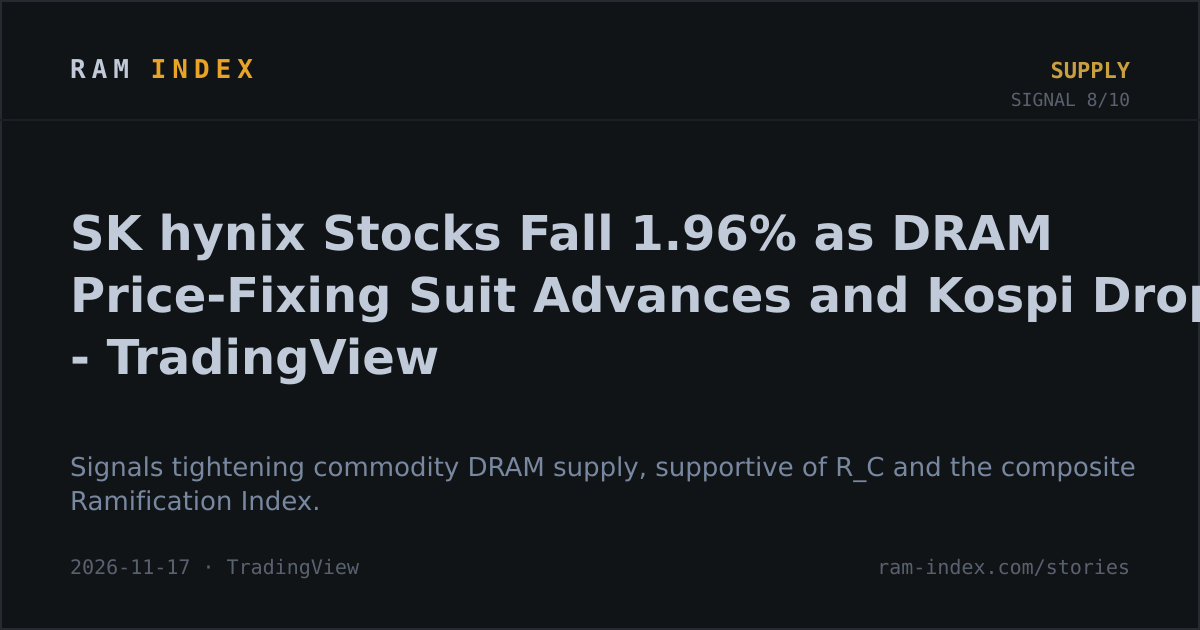 RAM INDEX
SUPPLY
SIGNAL 8/10
SK hynix Stocks Fall 1.96% as DRAM
Price-Fixing Suit Advances and Kospi
- TradingView
Signals tightening commodity DRAM supply, supportive of R_C and the composite
Ramification Index.
2026-11-17 · TradingView
ram-index.com/stories